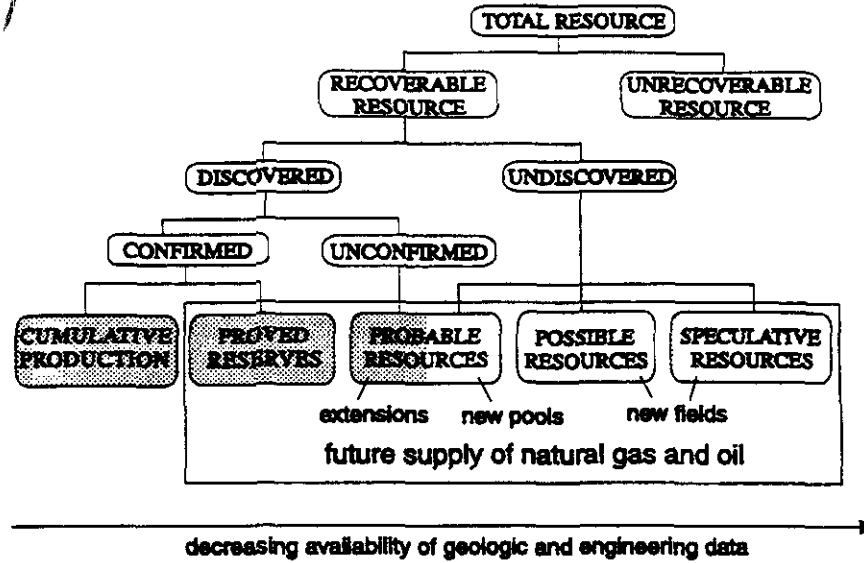 TOTAL RESOURCE
RECOVERABLE
RESOURCE
UNRECOVERABLE
RESOURCE
DISCOVERED
UNDISCOVERED
CONFIRMED
UNCONFIRMED
CUMULATIVE
PRODUCTION
PROVED
RESERVES
PROBABLE
RESOURCES
POSSIBLE
RESOURCES
SPECULATIVE
RESOURCES
extensions
new pools
new fields
future supply of natural gas and oil
decreasing availability of geologic and engineering data